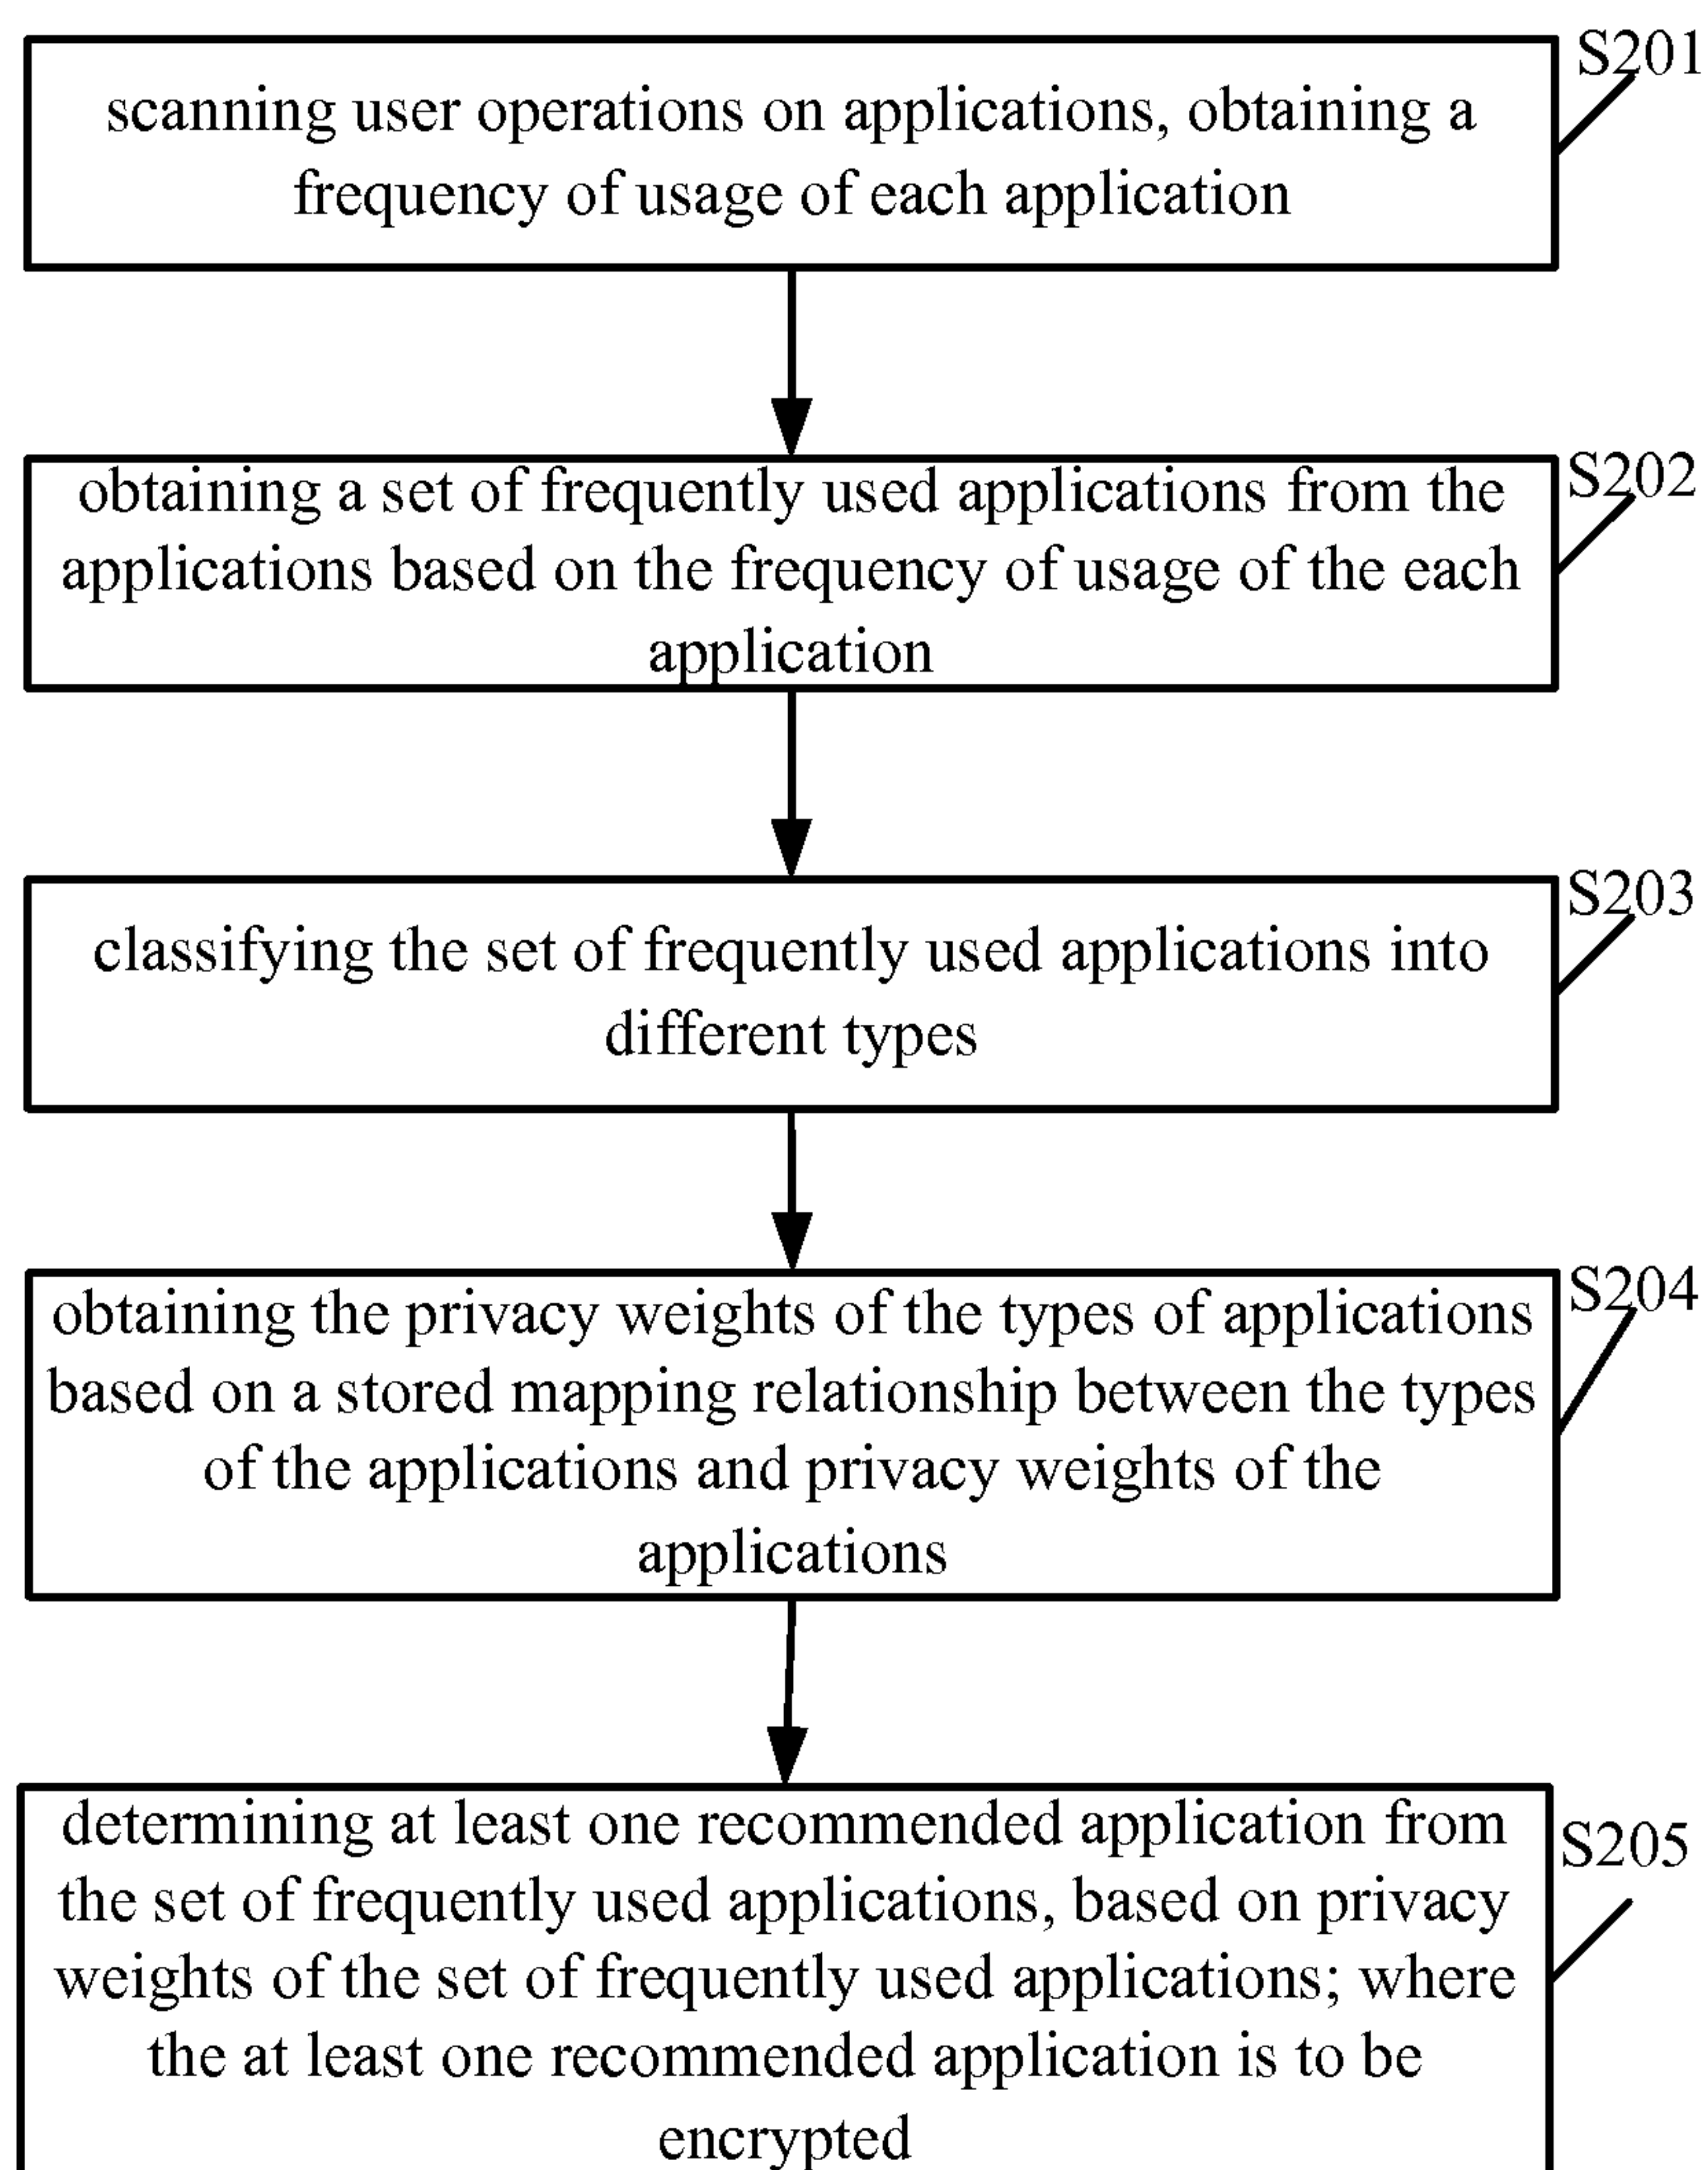 S201
scanning user operations on applications, obtaining a
frequency of usage of each application
S202
obtaining a set of frequently used applications from the
applications based on the frequency of usage of the each
application
S203
classifying the set of frequently used applications into
different types
S204
obtaining the privacy weights of the types of applications
based on a stored mapping relationship between the types
of the applications and privacy weights of the
applications
S205
determining at least one recommended application from
the set of frequently used applications, based on privacy
weights of the set of frequently used applications; where
the at least one recommended application is to be
encrypted